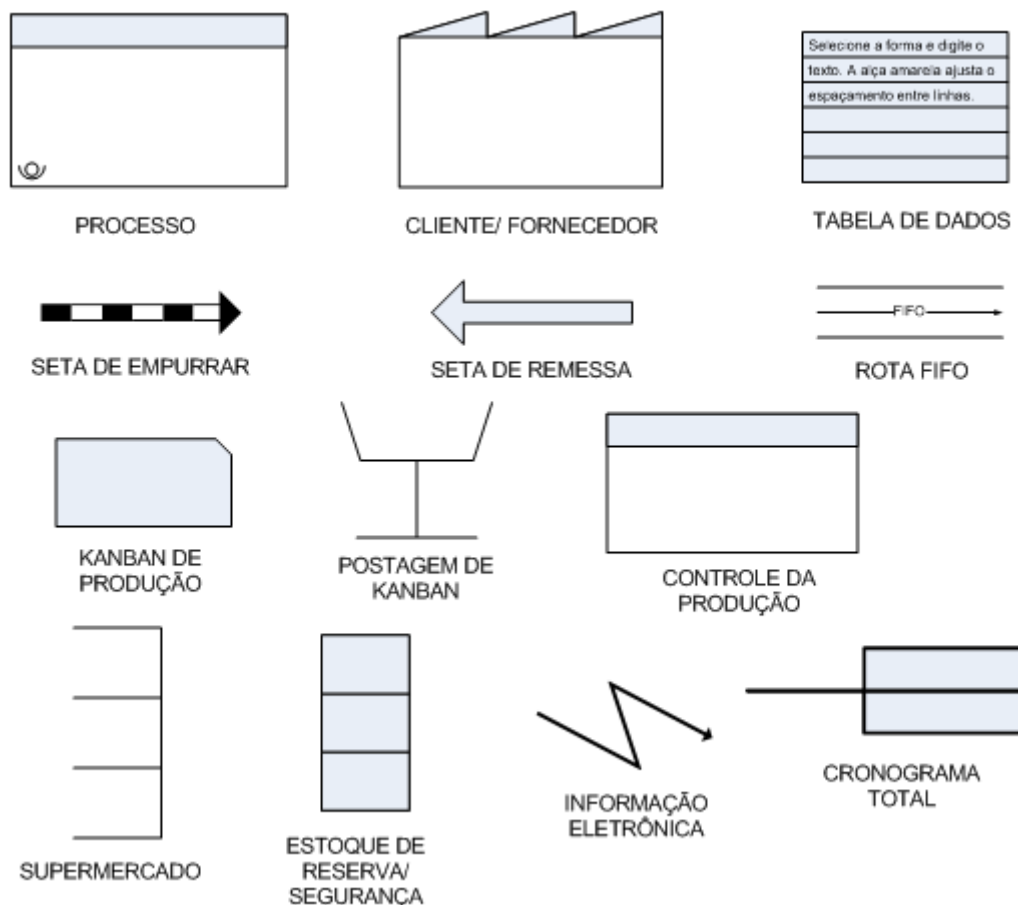 Selecione a forma e digite o
texto. A alça amarela ajusta o
espaçamento entre linhas.
PROCESSO
CLIENTE/ FORNECEDOR
TABELA DE DADOS
FIFO
SETA DE EMPURRAR
SETA DE REMESSA
ROTA FIFO
KANBAN DE
PRODUÇÃO
POSTAGEM DE
KANBAN
CONTROLE DA
PRODUÇÃO
SUPERMERCADO
ESTOQUE DE
RESERVA/
SEGURANÇA
INFORMAÇÃO
ELETRÔNICA
CRONOGRAMA
TOTAL